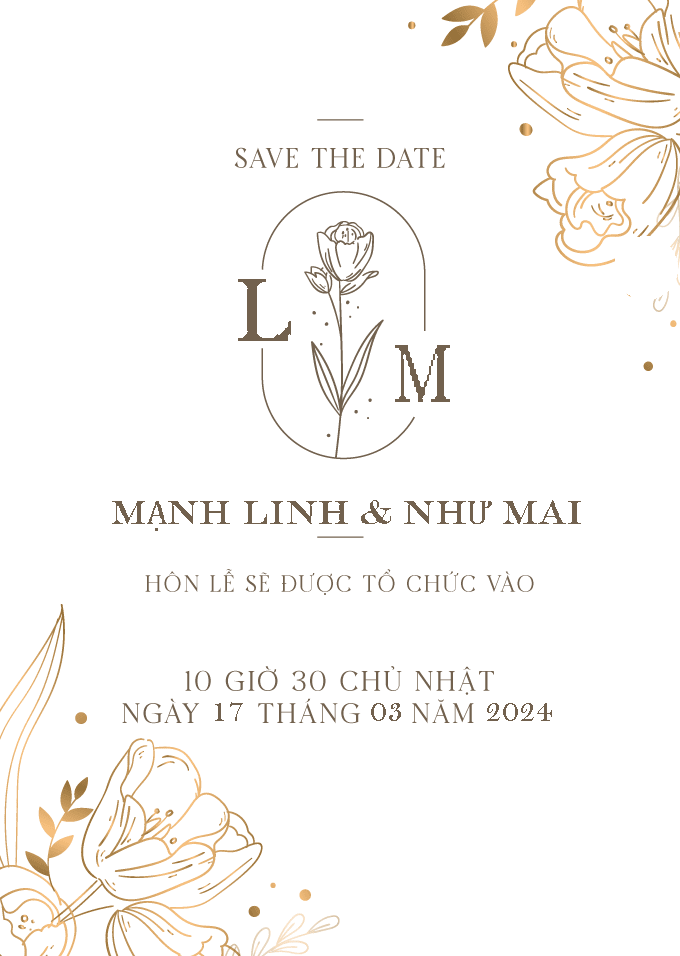 SAVE THE DATE
L
M
MẠNH LINH & NHƯ MAI
HÔN LỄ SẼ ĐƯỢC TỔ CHỨC VÀO
10 GIỜ 30 CHỦ NHẬT
NGÀY 17 THÁNG 03 NĂM 2024